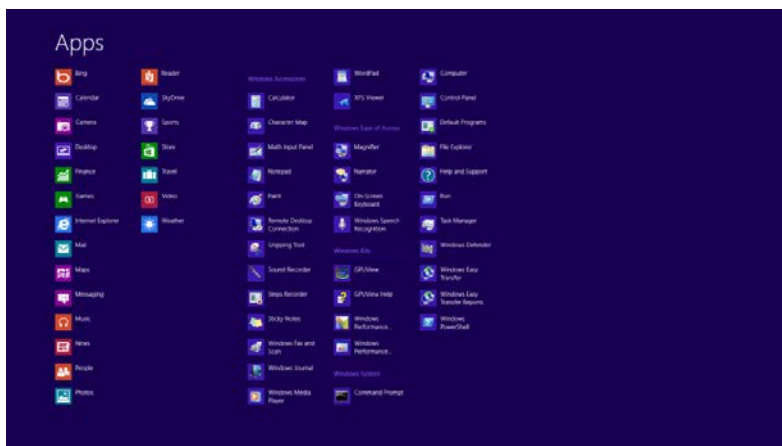 Apps
Bing
Calendar
Camera
Desktop
Finance
Games
Internet Explorer
Mail
Maps
Messaging
Music
News
People
Photos
Reader
SkyDrive
Sports
Store
Travel
Video
Weather
Windows Accessories
Calculator
Character Map
Math Input Panel
Notepad
Paint
Remote Desktop
Connection
Snipping Tool
Sound Recorder
Steps Recorder
Sticky Notes
Windows Fax and
Scan
Windows Journal
Windows Media
Player
WordPad
XPS Viewer
Windows Ease of Access
Magnifier
Narrator
On-Screen
Keyboard
Windows Speech
Recognition
Windows Kits
GPUView
GPUView Help
Windows
Performance...
Windows
Performance...
Windows System
Command Prompt
Computer
Control Panel
Default Programs
File Explorer
Help and Support
Run
Task Manager
Windows Defender
Windows Easy
Transfer
Windows Easy
Transfer Reports
Windows
PowerShell